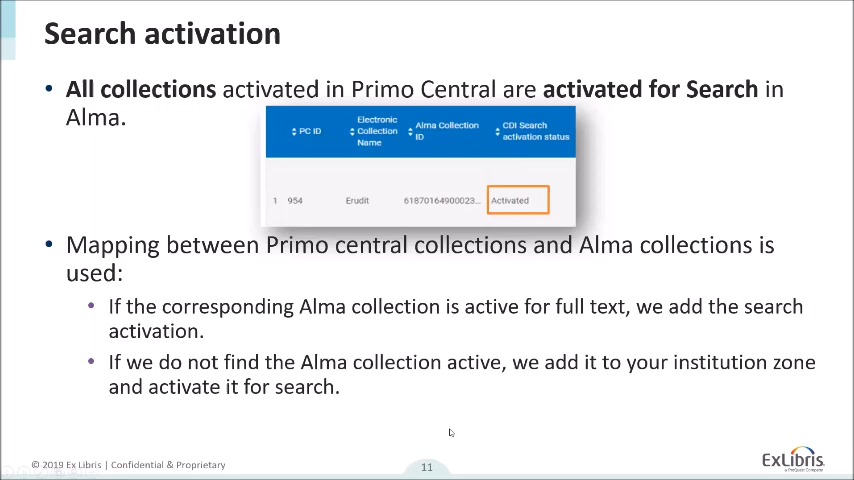 Search activation
• All collections activated in Primo Central are activated for Search in
Alma.
PC ID
Electronic
Collection
Name
Alma Collection
ID
CDI Search
activation status
1 954 Erudit 61870164900023... Activated
• Mapping between Primo central collections and Alma collections is
used:
• If the corresponding Alma collection is active for full text, we add the search
activation.
• If we do not find the Alma collection active, we add it to your institution zone
and activate it for search.
© 2019 Ex Libris | Confidential & Proprietary
11
ExLibris
a ProQuest Company